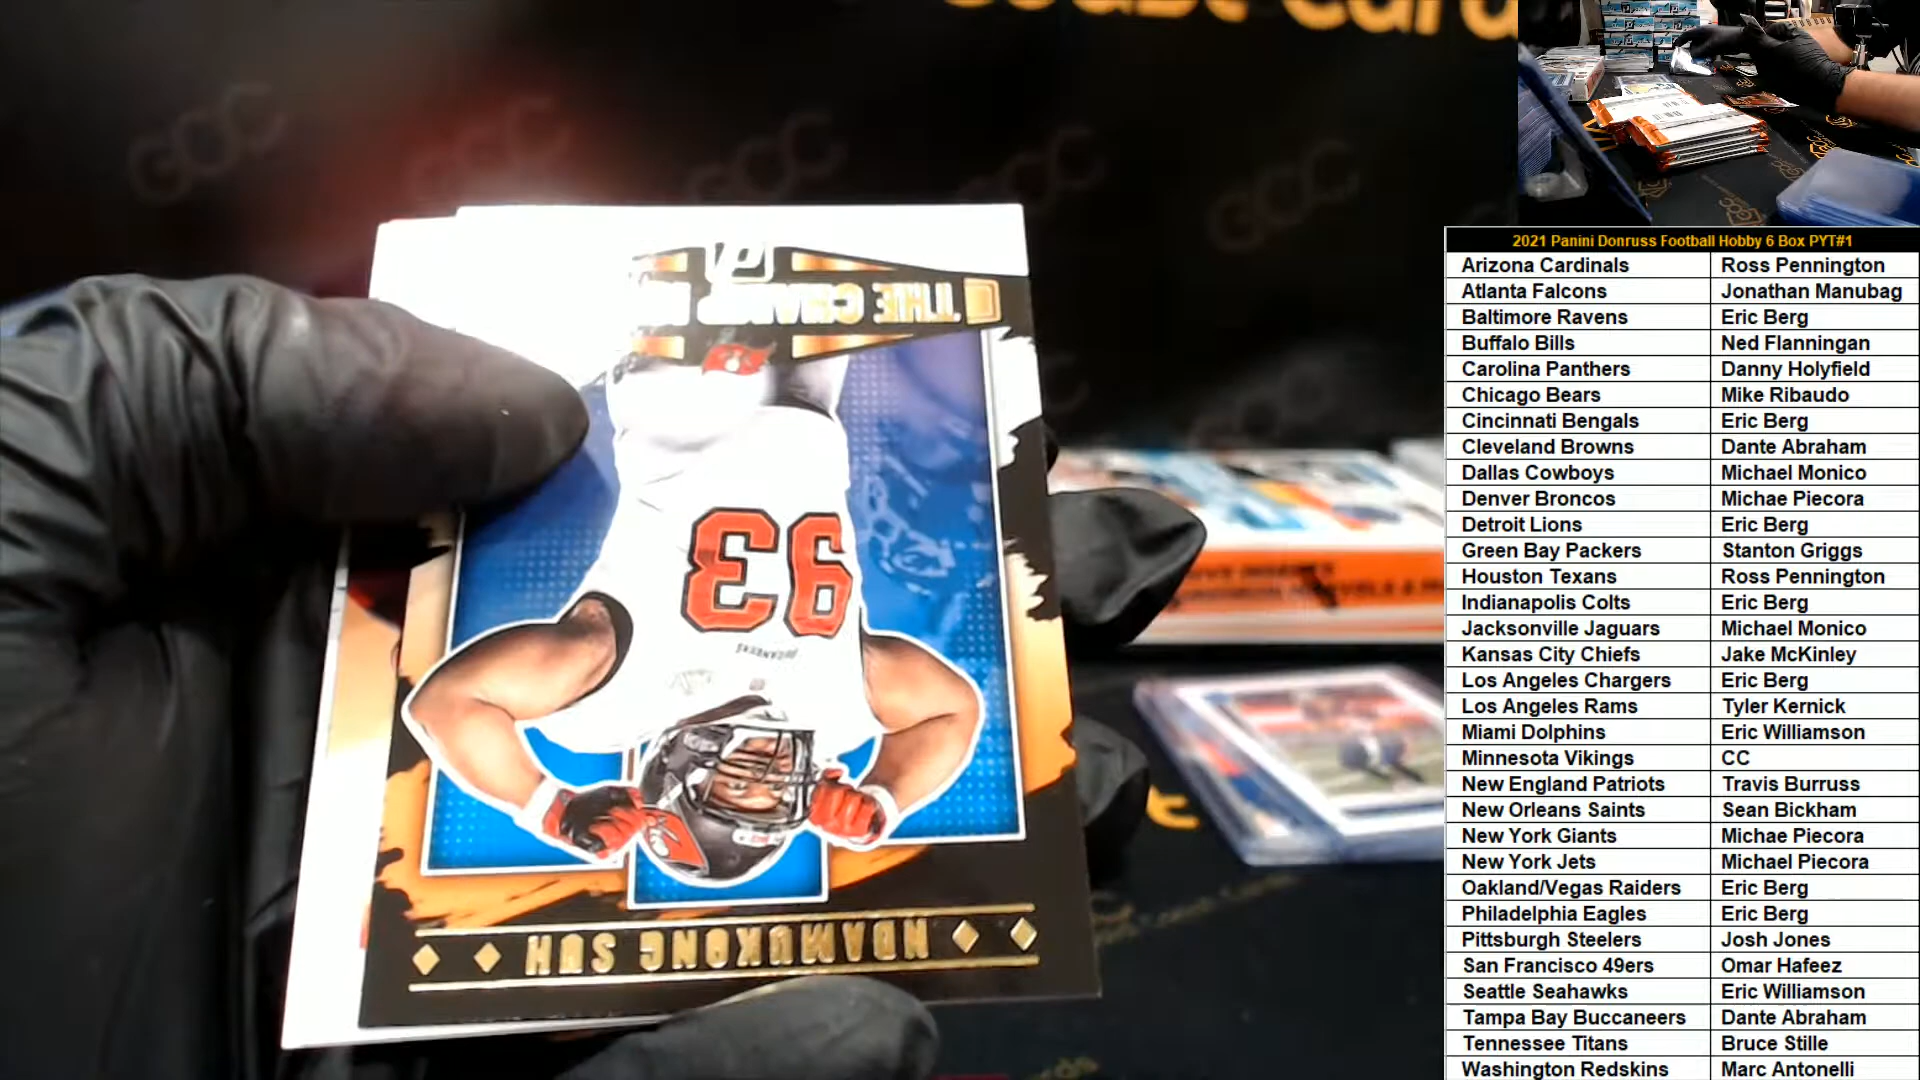 Coast Card
GCC
GCC
GCC
GCC
GCC
THE CHAMP
93
BUCCANEERS
NDAMUKONG SUH
2021 Panini Donruss Football Hobby 6 Box PYT#1
Arizona Cardinals Ross Pennington
Atlanta Falcons Jonathan Manubag
Baltimore Ravens Eric Berg
Buffalo Bills Ned Flanningan
Carolina Panthers Danny Holyfield
Chicago Bears Mike Ribaudo
Cincinnati Bengals Eric Berg
Cleveland Browns Dante Abraham
Dallas Cowboys Michael Monico
Denver Broncos Michae Piecora
Detroit Lions Eric Berg
Green Bay Packers Stanton Griggs
Houston Texans Ross Pennington
Indianapolis Colts Eric Berg
Jacksonville Jaguars Michael Monico
Kansas City Chiefs Jake McKinley
Los Angeles Chargers Eric Berg
Los Angeles Rams Tyler Kernick
Miami Dolphins Eric Williamson
Minnesota Vikings CC
New England Patriots Travis Burruss
New Orleans Saints Sean Bickham
New York Giants Michae Piecora
New York Jets Michael Piecora
Oakland/Vegas Raiders Eric Berg
Philadelphia Eagles Eric Berg
Pittsburgh Steelers Josh Jones
San Francisco 49ers Omar Hafeez
Seattle Seahawks Eric Williamson
Tampa Bay Buccaneers Dante Abraham
Tennessee Titans Bruce Stille
Washington Redskins Marc Antonelli